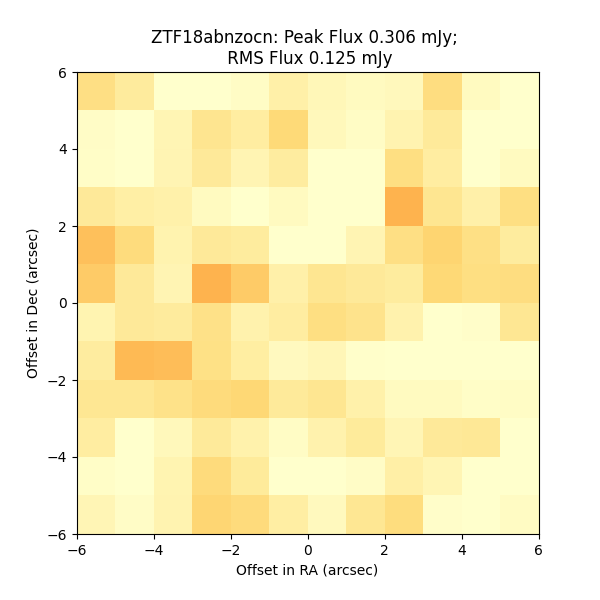 ZTF18abnzocn: Peak Flux 0.306 mJy;
RMS Flux 0.125 mJy
6
4
2
0
−2
−4
−6
Offset in Dec (arcsec)
−6 −4 −2 0 2 4 6
Offset in RA (arcsec)